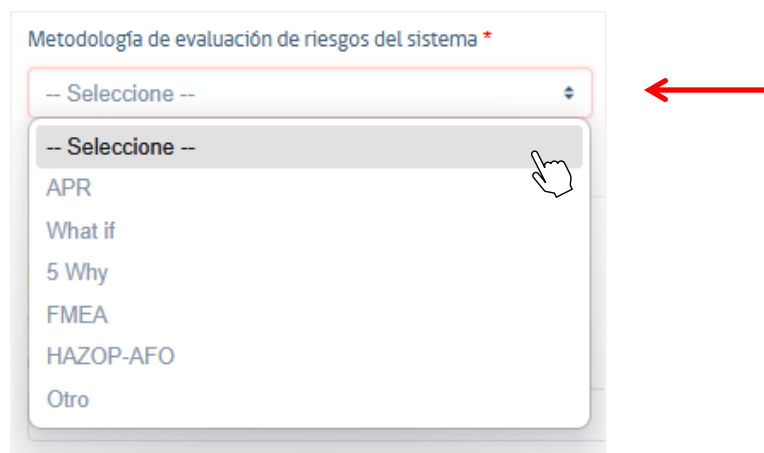 Metodología de evaluación de riesgos del sistema *
-- Seleccione --
-- Seleccione --
APR
What if
5 Why
FMEA
HAZOP-AFO
Otro